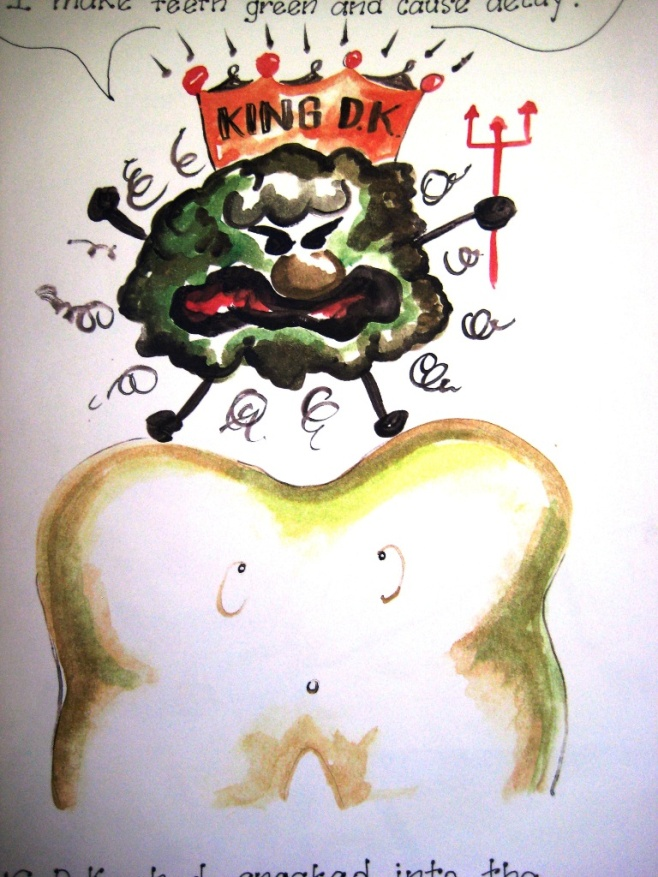 I make teeth green and cause decay.
KING D.K.
D.K. had sneaked into the